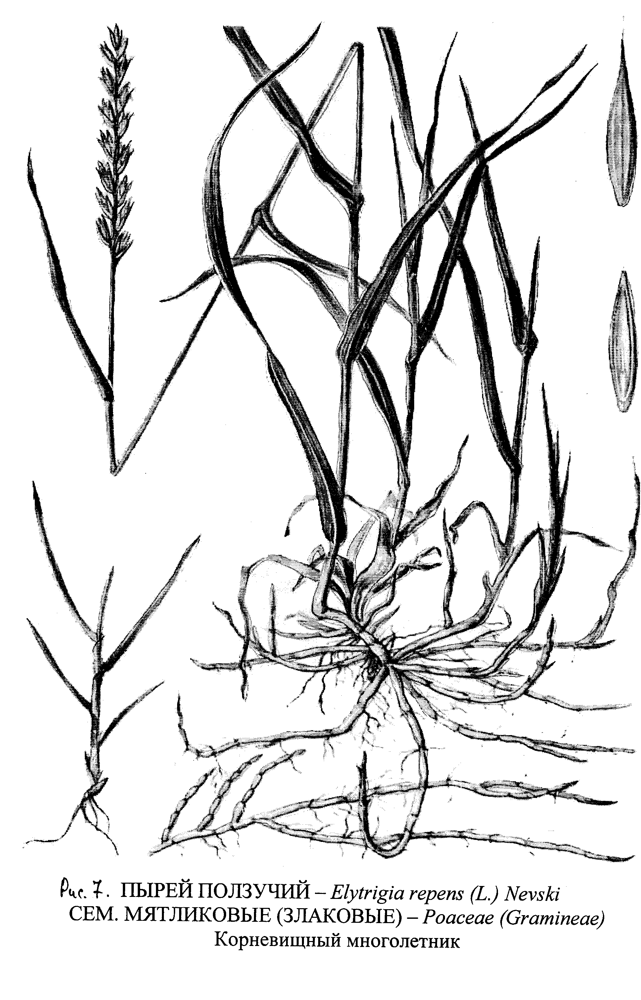 Рис. 7. ПЫРЕЙ ПОЛЗУЧИЙ – Elytrigia repens (L.) Nevski
СЕМ. МЯТЛИКОВЫЕ (ЗЛАКОВЫЕ) – Poaceae (Gramineae)
Корневищный многолетник